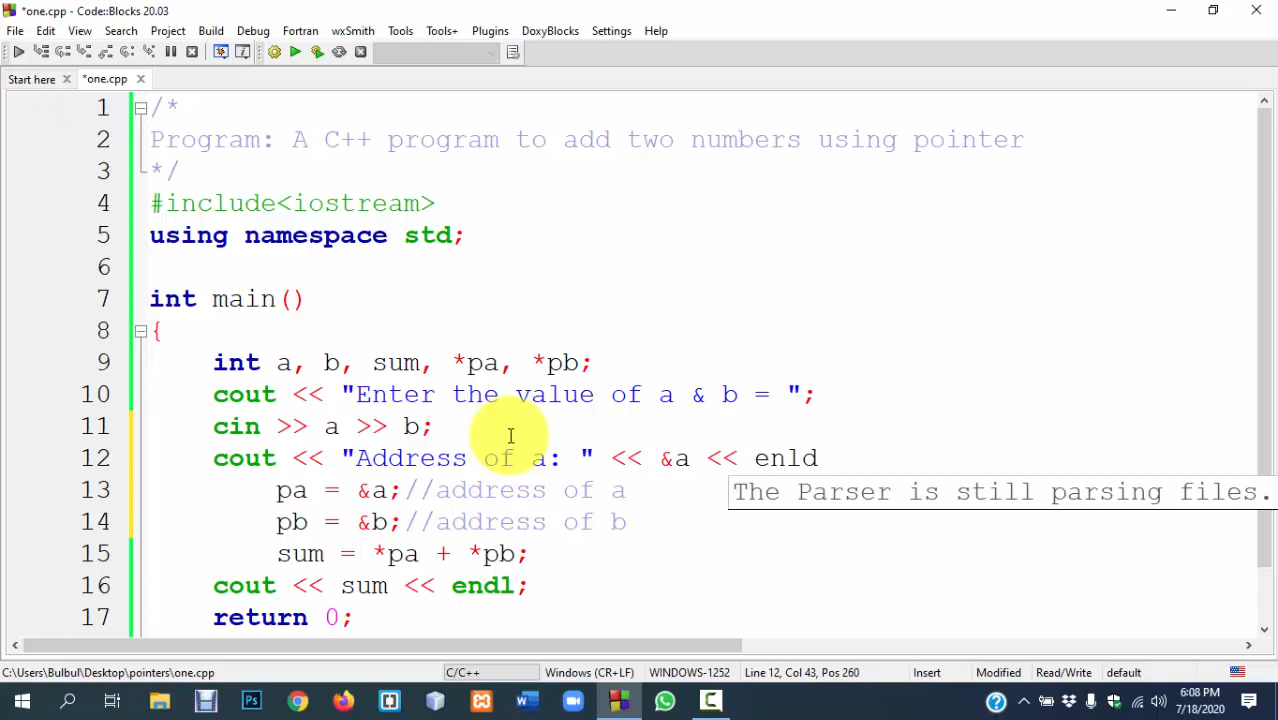 *one.cpp - Code::Blocks 20.03
File Edit View Search Project Build Debug Fortran wxSmith Tools Tools+ Plugins DoxyBlocks Settings Help
Start here *one.cpp
1 /*
2 Program: A C++ program to add two numbers using pointer
3 */
4 #include<iostream>
5 using namespace std;
6
7 int main()
8 {
9 int a, b, sum, *pa, *pb;
10 cout << "Enter the value of a & b = ";
11 cin >> a >> b;
12 cout << "Address of a: " << &a << enld
13 pa = &a;//address of a
The Parser is still parsing files.
14 pb = &b;//address of b
15 sum = *pa + *pb;
16 cout << sum << endl;
17 return 0;
C:\Users\Bulbul\Desktop\pointers\one.cpp C/C++ Windows (CR+LF) WINDOWS-1252 Line 12, Col 43, Pos 260 Insert Modified Read/Write default
6:08 PM
7/18/2020